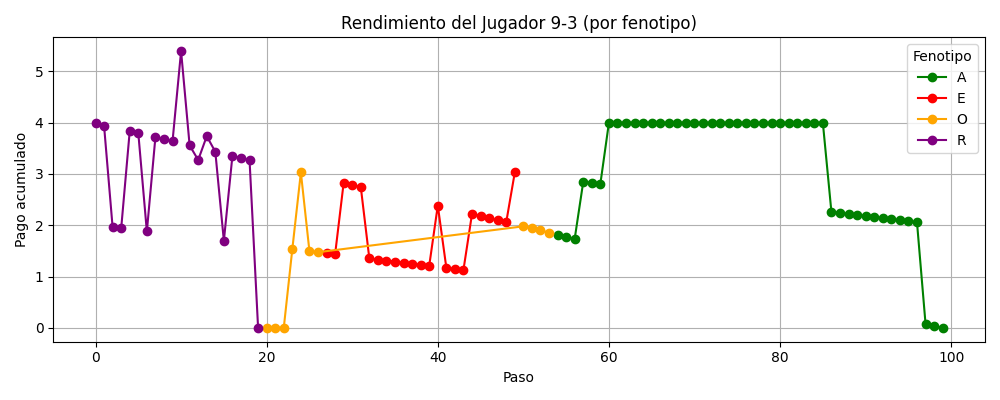 Rendimiento del Jugador 9-3 (por fenotipo)
Pago acumulado
5
4
3
2
1
0
Fenotipo
A
E
O
R
0
20
40
60
80
100
Paso